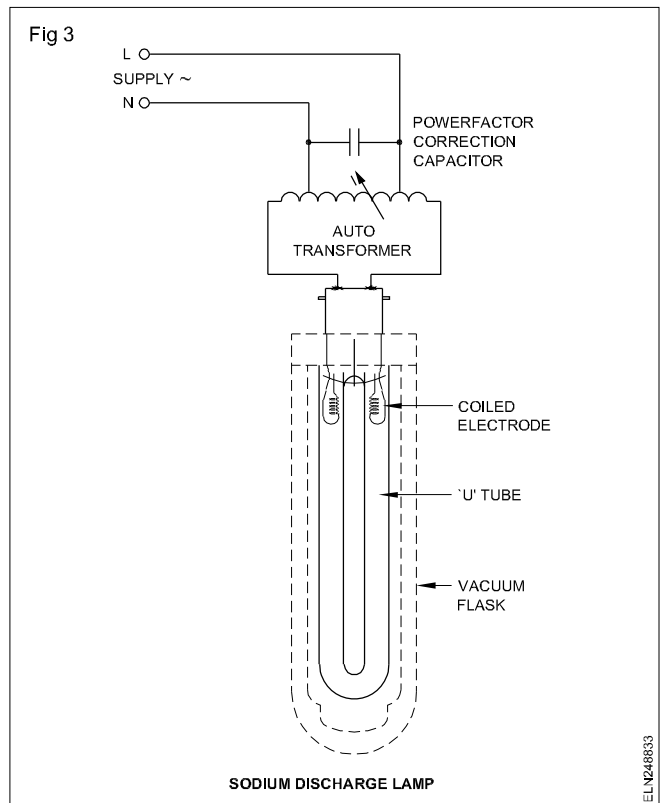 Fig 3
L
SUPPLY ~
N
POWERFACTOR
CORRECTION
CAPACITOR
AUTO
TRANSFORMER
COILED
ELECTRODE
`U' TUBE
VACUUM
FLASK
SODIUM DISCHARGE LAMP
ELN248833